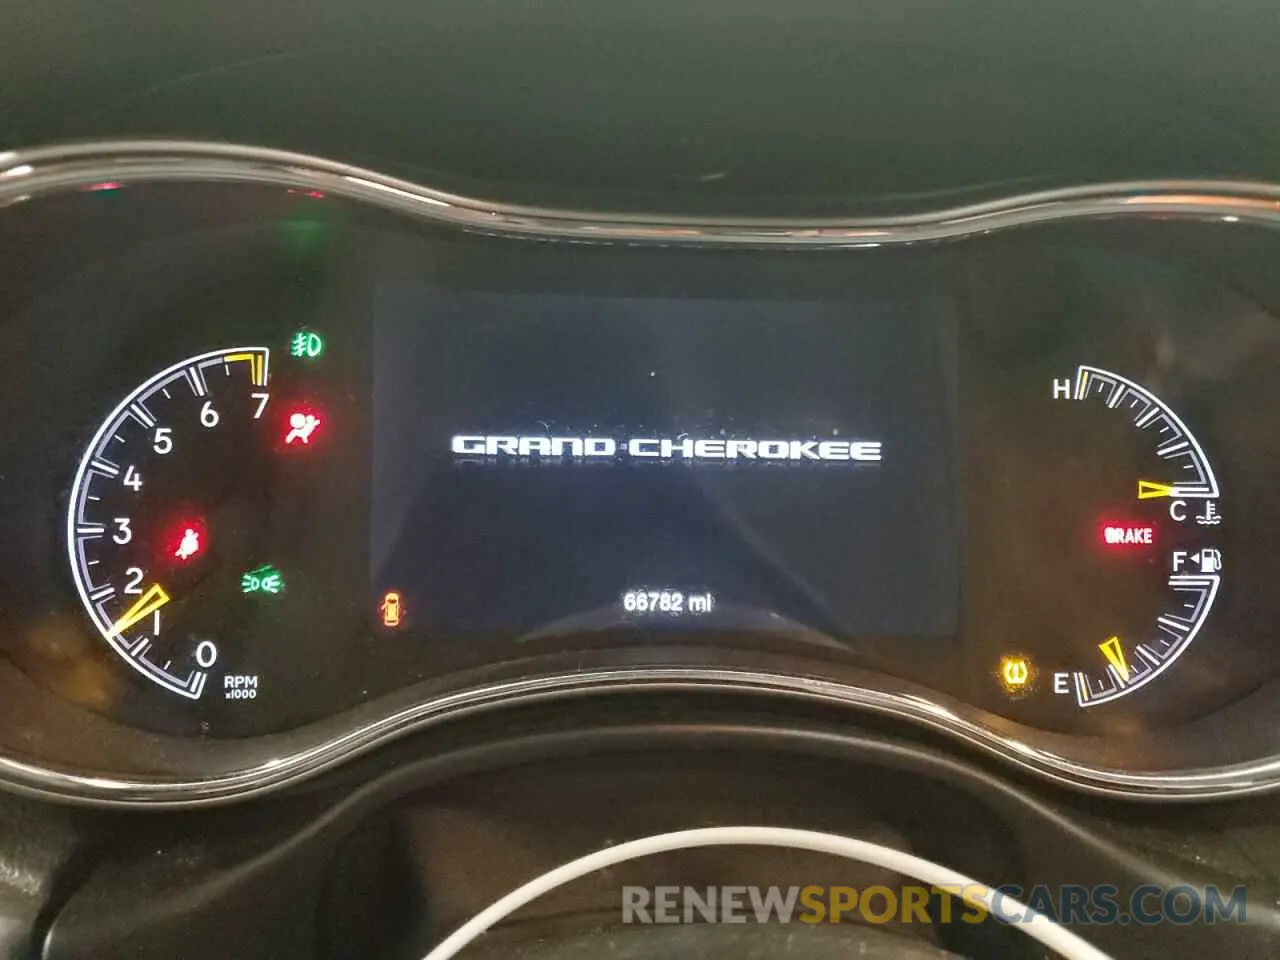 GRAND CHEROKEE
66782 mi
7
6
5
4
3
2
1
0
RPM
x1000
H
C
BRAKE
F
E
RENEWSPORTSCARS.COM